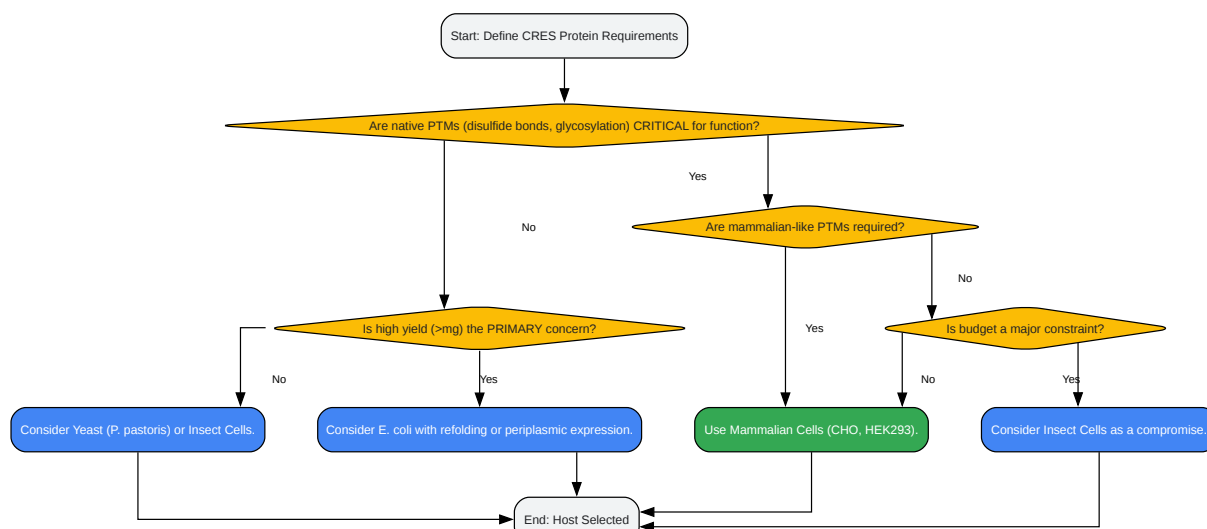 Start: Define CRES Protein Requirements
Are native PTMs (disulfide bonds, glycosylation) CRITICAL for function?
Yes
No
Are mammalian-like PTMs required?
No
Is high yield (>mg) the PRIMARY concern?
Yes
Is budget a major constraint?
No
Yes
No
Yes
Consider Yeast (P. pastoris) or Insect Cells.
Consider E. coli with refolding or periplasmic expression.
Use Mammalian Cells (CHO, HEK293).
Consider Insect Cells as a compromise.
End: Host Selected